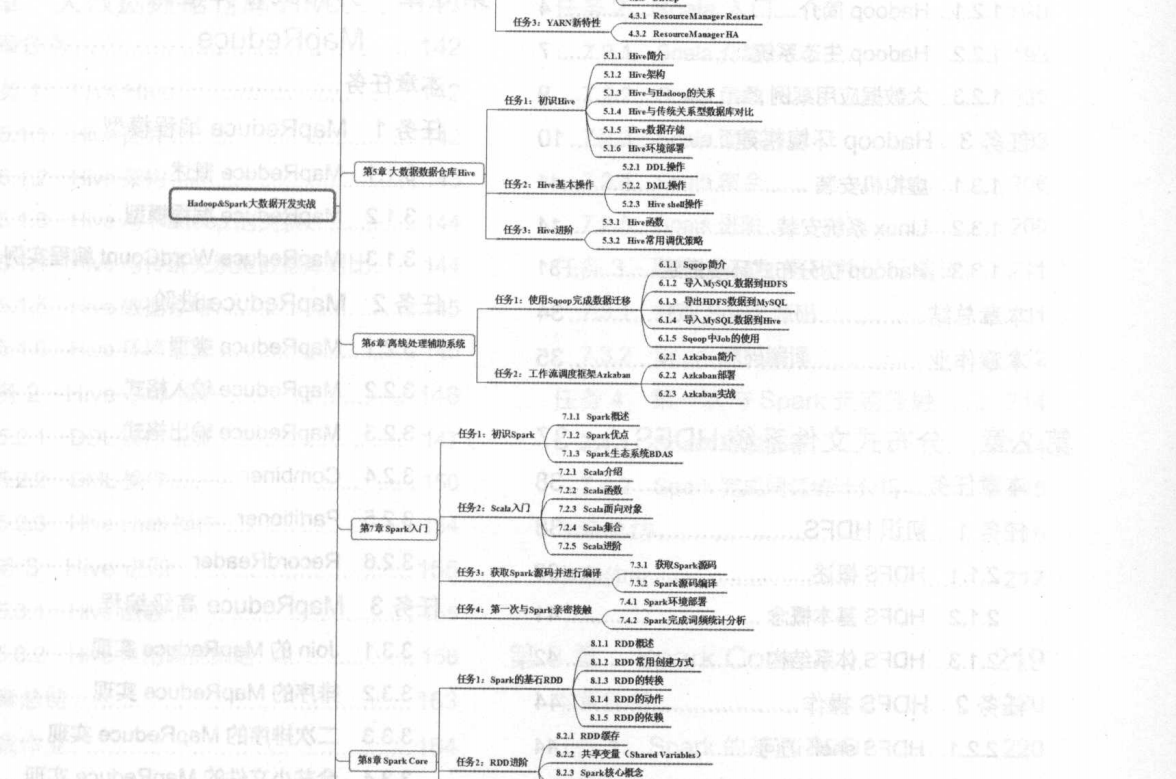 任务3：YARN新特性
4.3.1 ResourceManager Restart
4.3.2 ResourceManager HA
Hadoop&Spark大数据开发实战
第5章 大数据数据仓库Hive
任务1：初识Hive
5.1.1 Hive简介
5.1.2 Hive架构
5.1.3 Hive与Hadoop的关系
5.1.4 Hive与传统关系型数据库对比
5.1.5 Hive数据存储
5.1.6 Hive环境部署
任务2：Hive基本操作
5.2.1 DDL操作
5.2.2 DML操作
5.2.3 Hive shell操作
任务3：Hive进阶
5.3.1 Hive函数
5.3.2 Hive常用调优策略
第6章 离线处理辅助系统
任务1：使用Sqoop完成数据迁移
6.1.1 Sqoop简介
6.1.2 导入MySQL数据到HDFS
6.1.3 导出HDFS数据到MySQL
6.1.4 导入MySQL数据到Hive
6.1.5 Sqoop中Job的使用
任务2：工作流调度框架Azkaban
6.2.1 Azkaban简介
6.2.2 Azkaban部署
6.2.3 Azkaban实战
第7章 Spark入门
任务1：初识Spark
7.1.1 Spark概述
7.1.2 Spark优点
7.1.3 Spark生态系统BDAS
任务2：Scala入门
7.2.1 Scala介绍
7.2.2 Scala函数
7.2.3 Scala面向对象
7.2.4 Scala集合
7.2.5 Scala进阶
任务3：获取Spark源码并进行编译
7.3.1 获取Spark源码
7.3.2 Spark源码编译
任务4：第一次与Spark亲密接触
7.4.1 Spark环境部署
7.4.2 Spark完成词频统计分析
第8章 Spark Core
任务1：Spark的基石RDD
8.1.1 RDD概述
8.1.2 RDD常用创建方式
8.1.3 RDD的转换
8.1.4 RDD的动作
8.1.5 RDD的依赖
任务2：RDD进阶
8.2.1 RDD缓存
8.2.2 共享变量（Shared Variables）
8.2.3 Spark核心概念